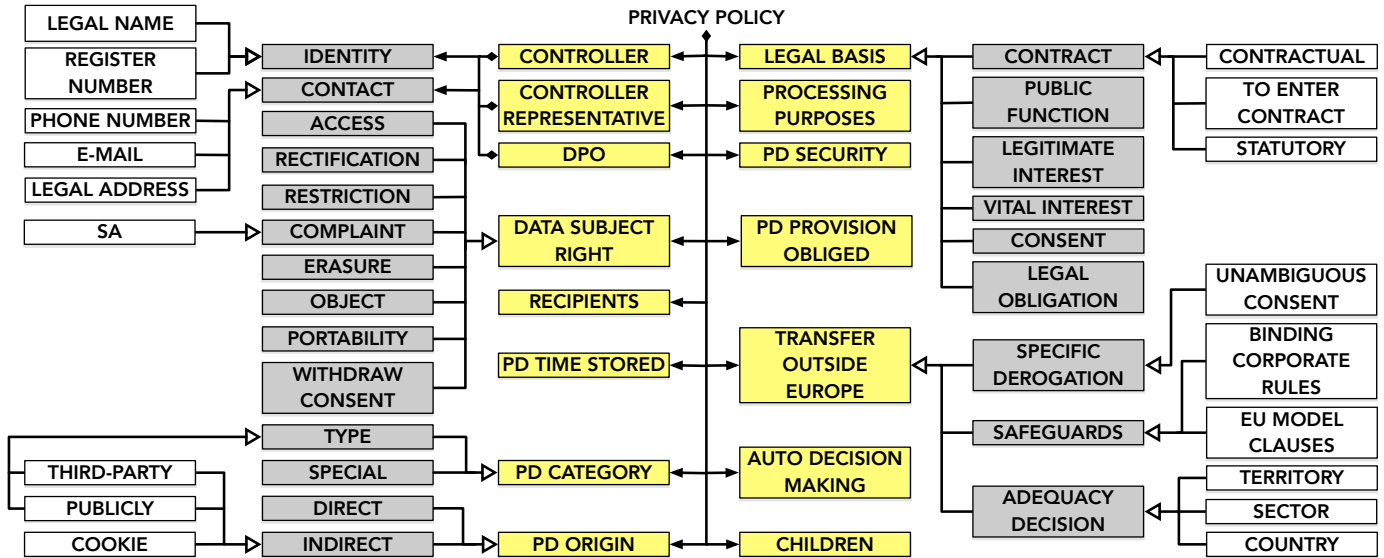 PRIVACY POLICY
LEGAL NAME
REGISTER
NUMBER
PHONE NUMBER
E-MAIL
LEGAL ADDRESS
SA
THIRD-PARTY
PUBLICLY
COOKIE
IDENTITY
CONTACT
ACCESS
RECTIFICATION
RESTRICTION
COMPLAINT
ERASURE
OBJECT
PORTABILITY
WITHDRAW
CONSENT
TYPE
SPECIAL
DIRECT
INDIRECT
CONTROLLER
CONTROLLER
REPRESENTATIVE
DPO
DATA SUBJECT
RIGHT
RECIPIENTS
PD TIME STORED
PD CATEGORY
PD ORIGIN
LEGAL BASIS
PROCESSING
PURPOSES
PD SECURITY
PD PROVISION
OBLIGED
TRANSFER
OUTSIDE
EUROPE
AUTO DECISION
MAKING
CHILDREN
CONTRACT
PUBLIC
FUNCTION
LEGITIMATE
INTEREST
VITAL INTEREST
CONSENT
LEGAL
OBLIGATION
SPECIFIC
DEROGATION
SAFEGUARDS
ADEQUACY
DECISION
CONTRACTUAL
TO ENTER
CONTRACT
STATUTORY
UNAMBIGUOUS
CONSENT
BINDING
CORPORATE
RULES
EU MODEL
CLAUSES
TERRITORY
SECTOR
COUNTRY